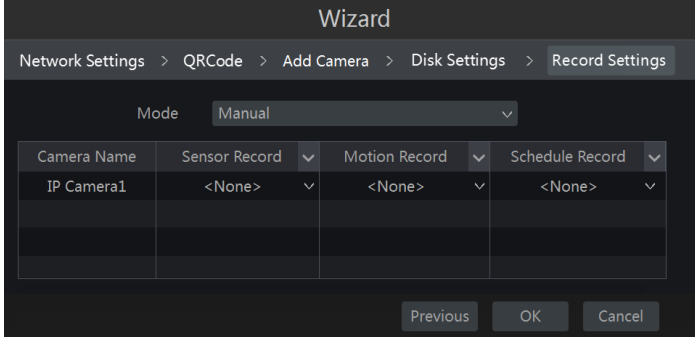 Wizard
Network Settings > QRCode > Add Camera > Disk Settings > Record Settings
Mode Manual
Camera Name Sensor Record Motion Record Schedule Record
IP Camera1 <None> <None> <None>
Previous OK Cancel